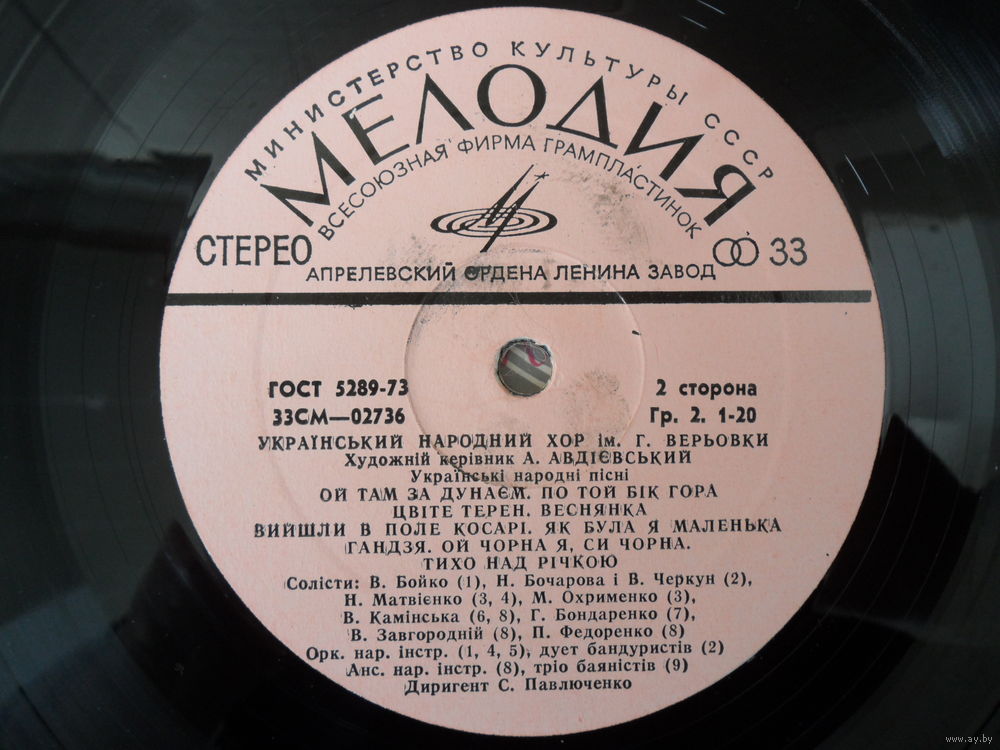 МИНИСТЕРСТВО КУЛЬТУРЫ СССР
МЕЛОДИЯ
ВСЕСОЮЗНАЯ ФИРМА ГРАМПЛАСТИНОК
СТЕРЕО 33
АПРЕЛЕВСКИЙ ОРДЕНА ЛЕНИНА ЗАВОД
ГОСТ 5289-73 2 сторона
33СМ—02736 Гр. 2. 1-20
УКРАЇНСЬКИЙ НАРОДНИЙ ХОР ім. Г. ВЕРЬОВКИ
Художній керівник А. АВДІЄВСЬКИЙ
Українські народні пісні
ОЙ ТАМ ЗА ДУНАЄМ. ПО ТОЙ БІК ГОРА
ЦВІТЕ ТЕРЕН. ВЕСНЯНКА
ВИЙШЛИ В ПОЛЕ КОСАРІ. ЯК БУЛА Я МАЛЕНЬКА
ГАНДЗЯ. ОЙ ЧОРНА Я, СИ ЧОРНА.
ТИХО НАД РІЧКОЮ
Солісти: В. Бойко (1), Н. Бочарова і В. Черкун (2),
Н. Матвієнко (3, 4), М. Охрименко (3),
В. Камінська (6, 8), Г. Бондаренко (7),
В. Завгородній (8), П. Федоренко (8)
Орк. нар. інстр. (1, 4, 5), дует бандуристів (2)
Анс. нар. інстр. (8), тріо баяністів (9)
Диригент С. Павлюченко
www.ay.by